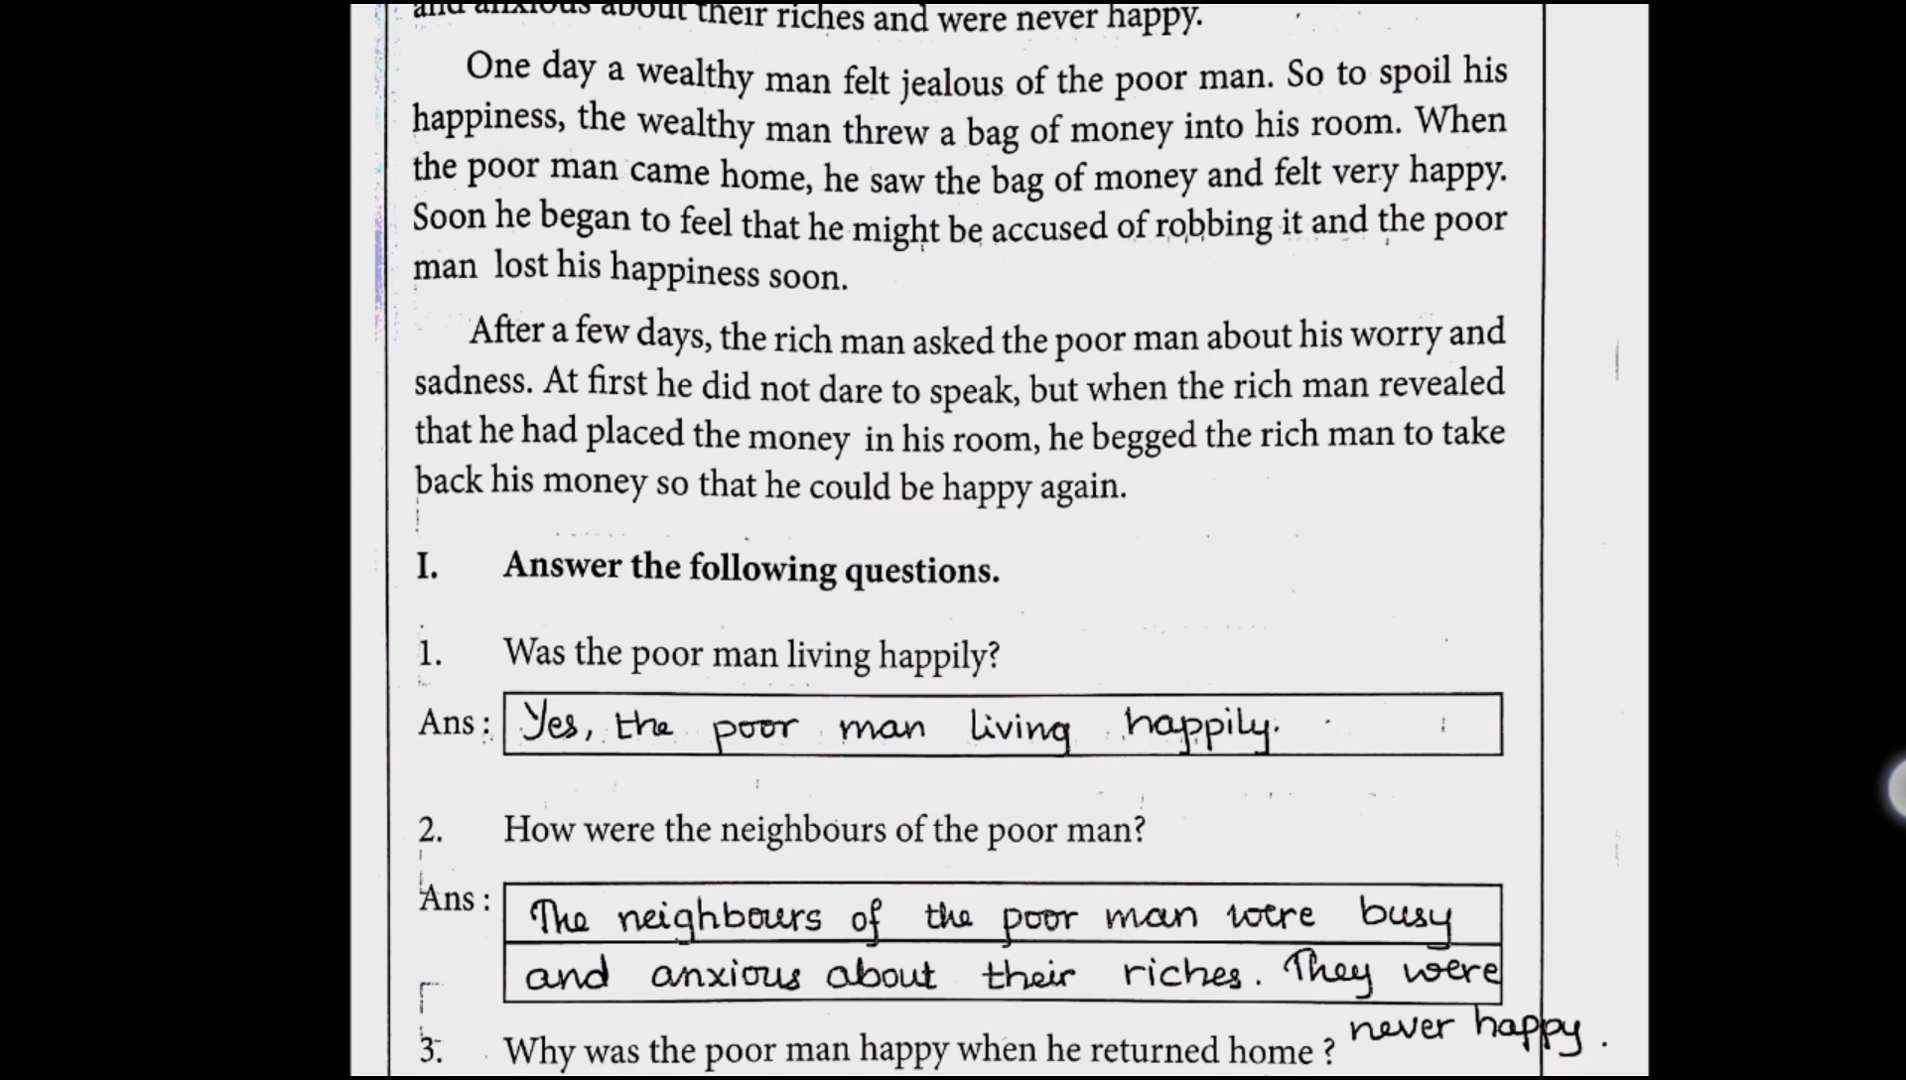 and anxious about their riches and were never happy.
One day a wealthy man felt jealous of the poor man. So to spoil his
happiness, the wealthy man threw a bag of money into his room. When
the poor man came home, he saw the bag of money and felt very happy.
Soon he began to feel that he might be accused of robbing it and the poor
man lost his happiness soon.
After a few days, the rich man asked the poor man about his worry and
sadness. At first he did not dare to speak, but when the rich man revealed
that he had placed the money in his room, he begged the rich man to take
back his money so that he could be happy again.
I. Answer the following questions.
1. Was the poor man living happily?
Ans : Yes, the poor man living happily.
2. How were the neighbours of the poor man?
Ans : The neighbours of the poor man were busy
and anxious about their riches. They were
never happy.
3. Why was the poor man happy when he returned home ?